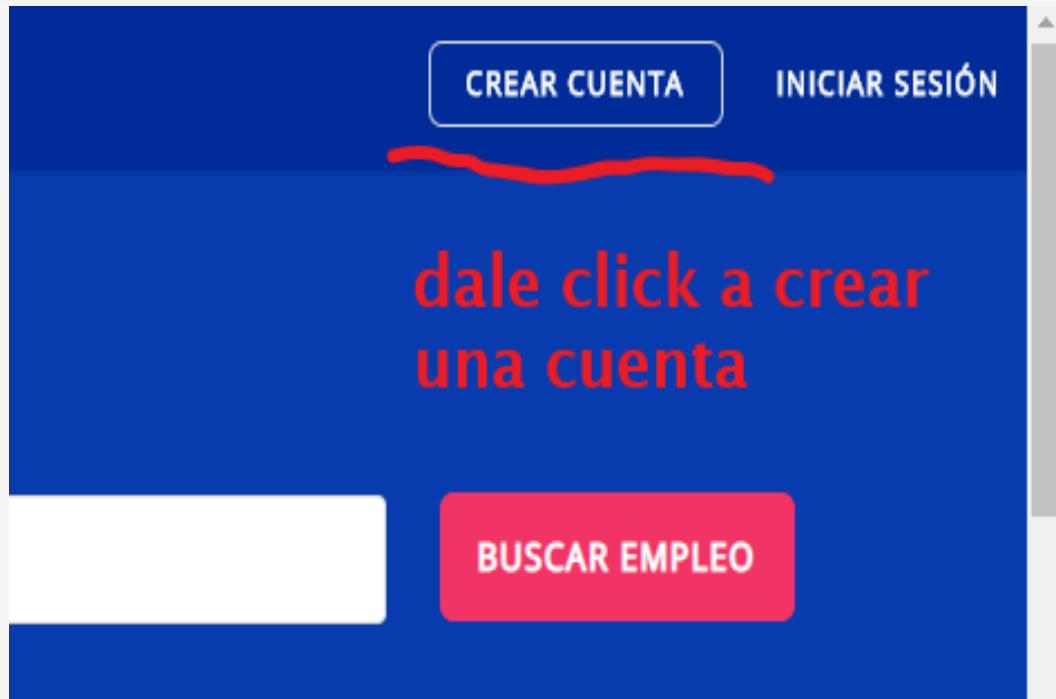 CREAR CUENTA INICIAR SESIÓN
dale click a crear
una cuenta
BUSCAR EMPLEO